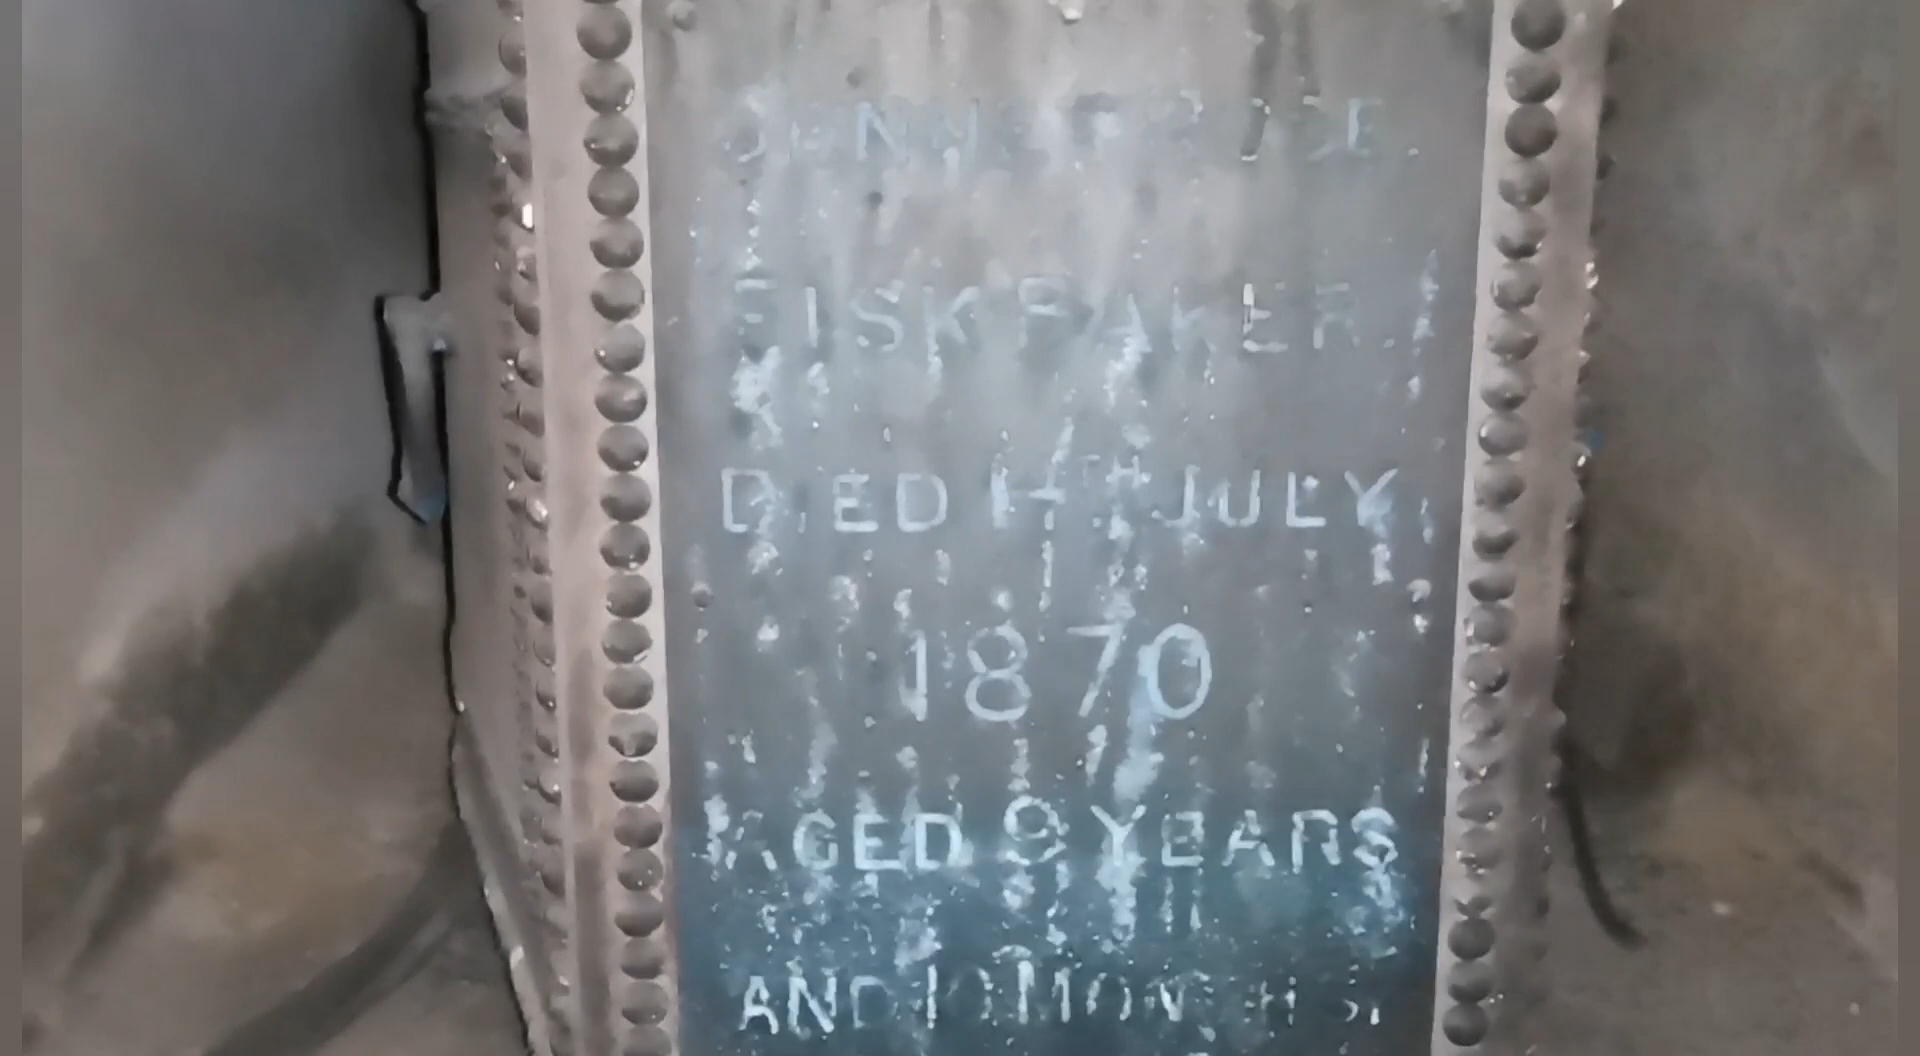 FISK BAKER.
DIED 14TH JULY
1870
AGED 9 YEARS
AND 10 MONTHS.